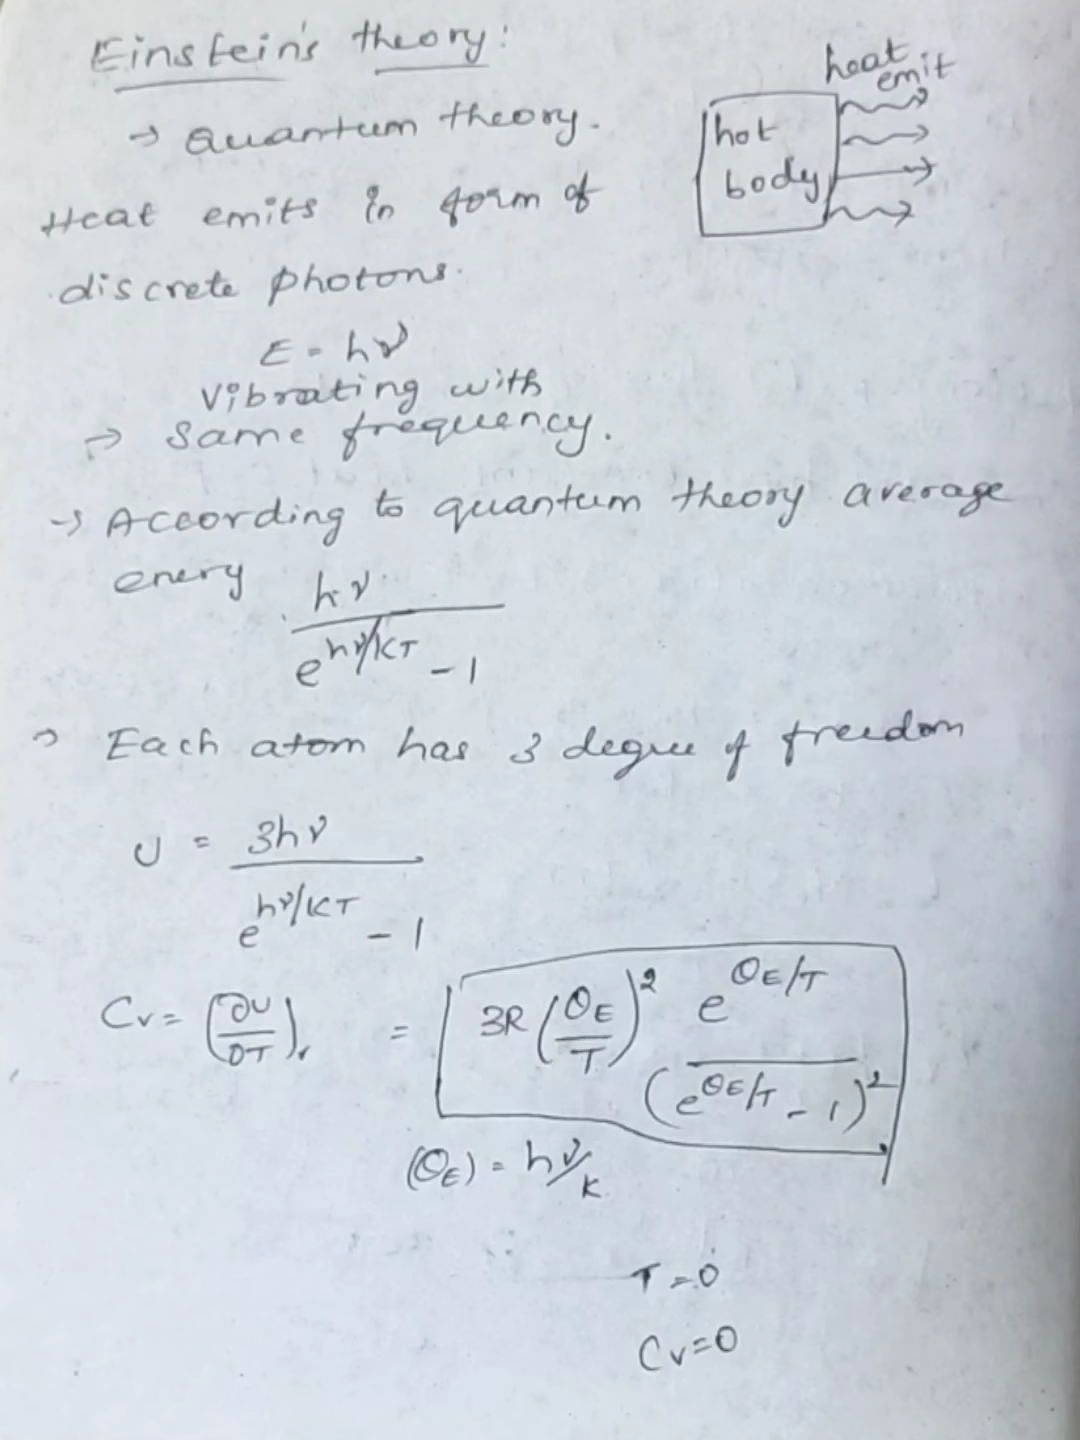 Einstein's theory:
heat
emit
→ Quantum theory.
hot
body
Heat emits in form of
discrete photons.
E = hν
Vibrating with
→ Same frequency.
→ According to quantum theory average
enery hν
e^hν/KT - 1
→ Each atom has 3 degree of freedom
U = 3hν
e^hν/KT - 1
Cv = (∂U/∂T)v = 3R (ΘE/T)^2 e^ΘE/T / (e^ΘE/T - 1)^2
(ΘE) = hν/K
T = 0
Cv = 0